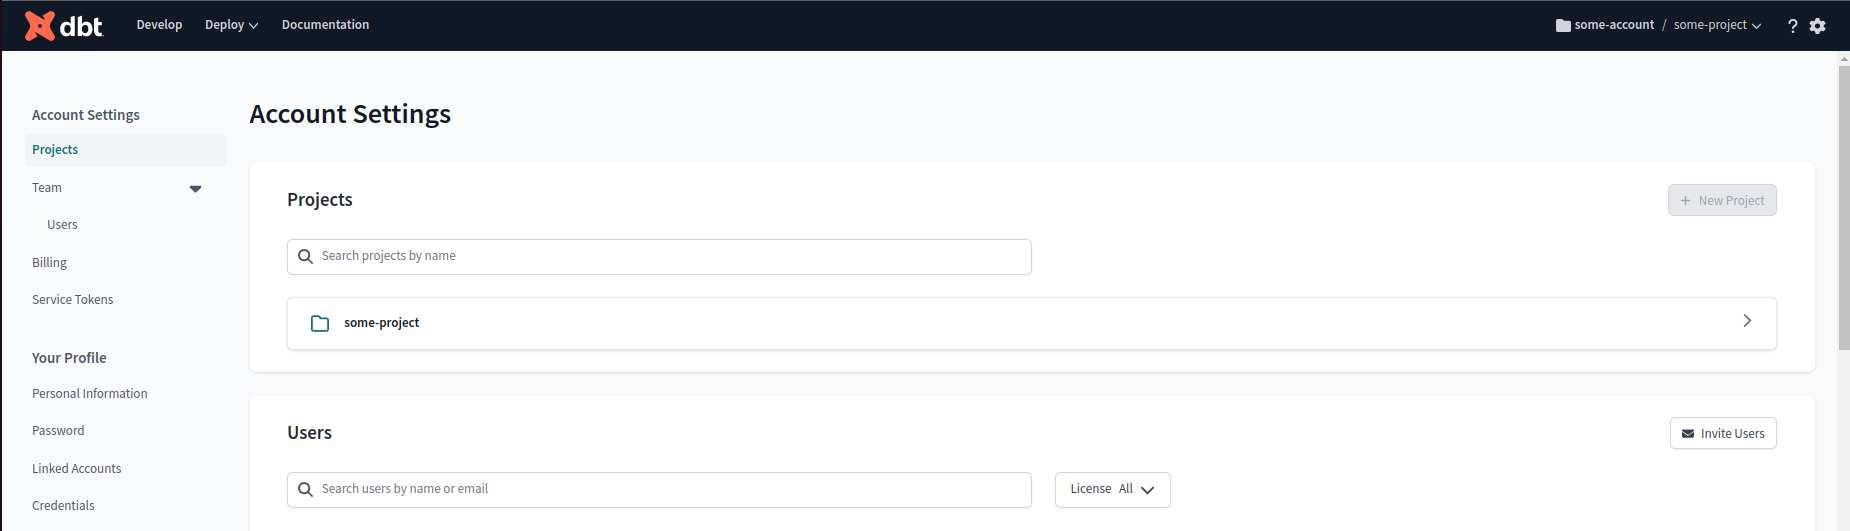 dbt
Develop Deploy Documentation
some-account / some-project ?
Account Settings
Projects
Team
Users
Billing
Service Tokens
Your Profile
Personal Information
Password
Linked Accounts
Credentials
Account Settings
Projects
+ New Project
Search projects by name
some-project
Users
Invite Users
Search users by name or email
License All